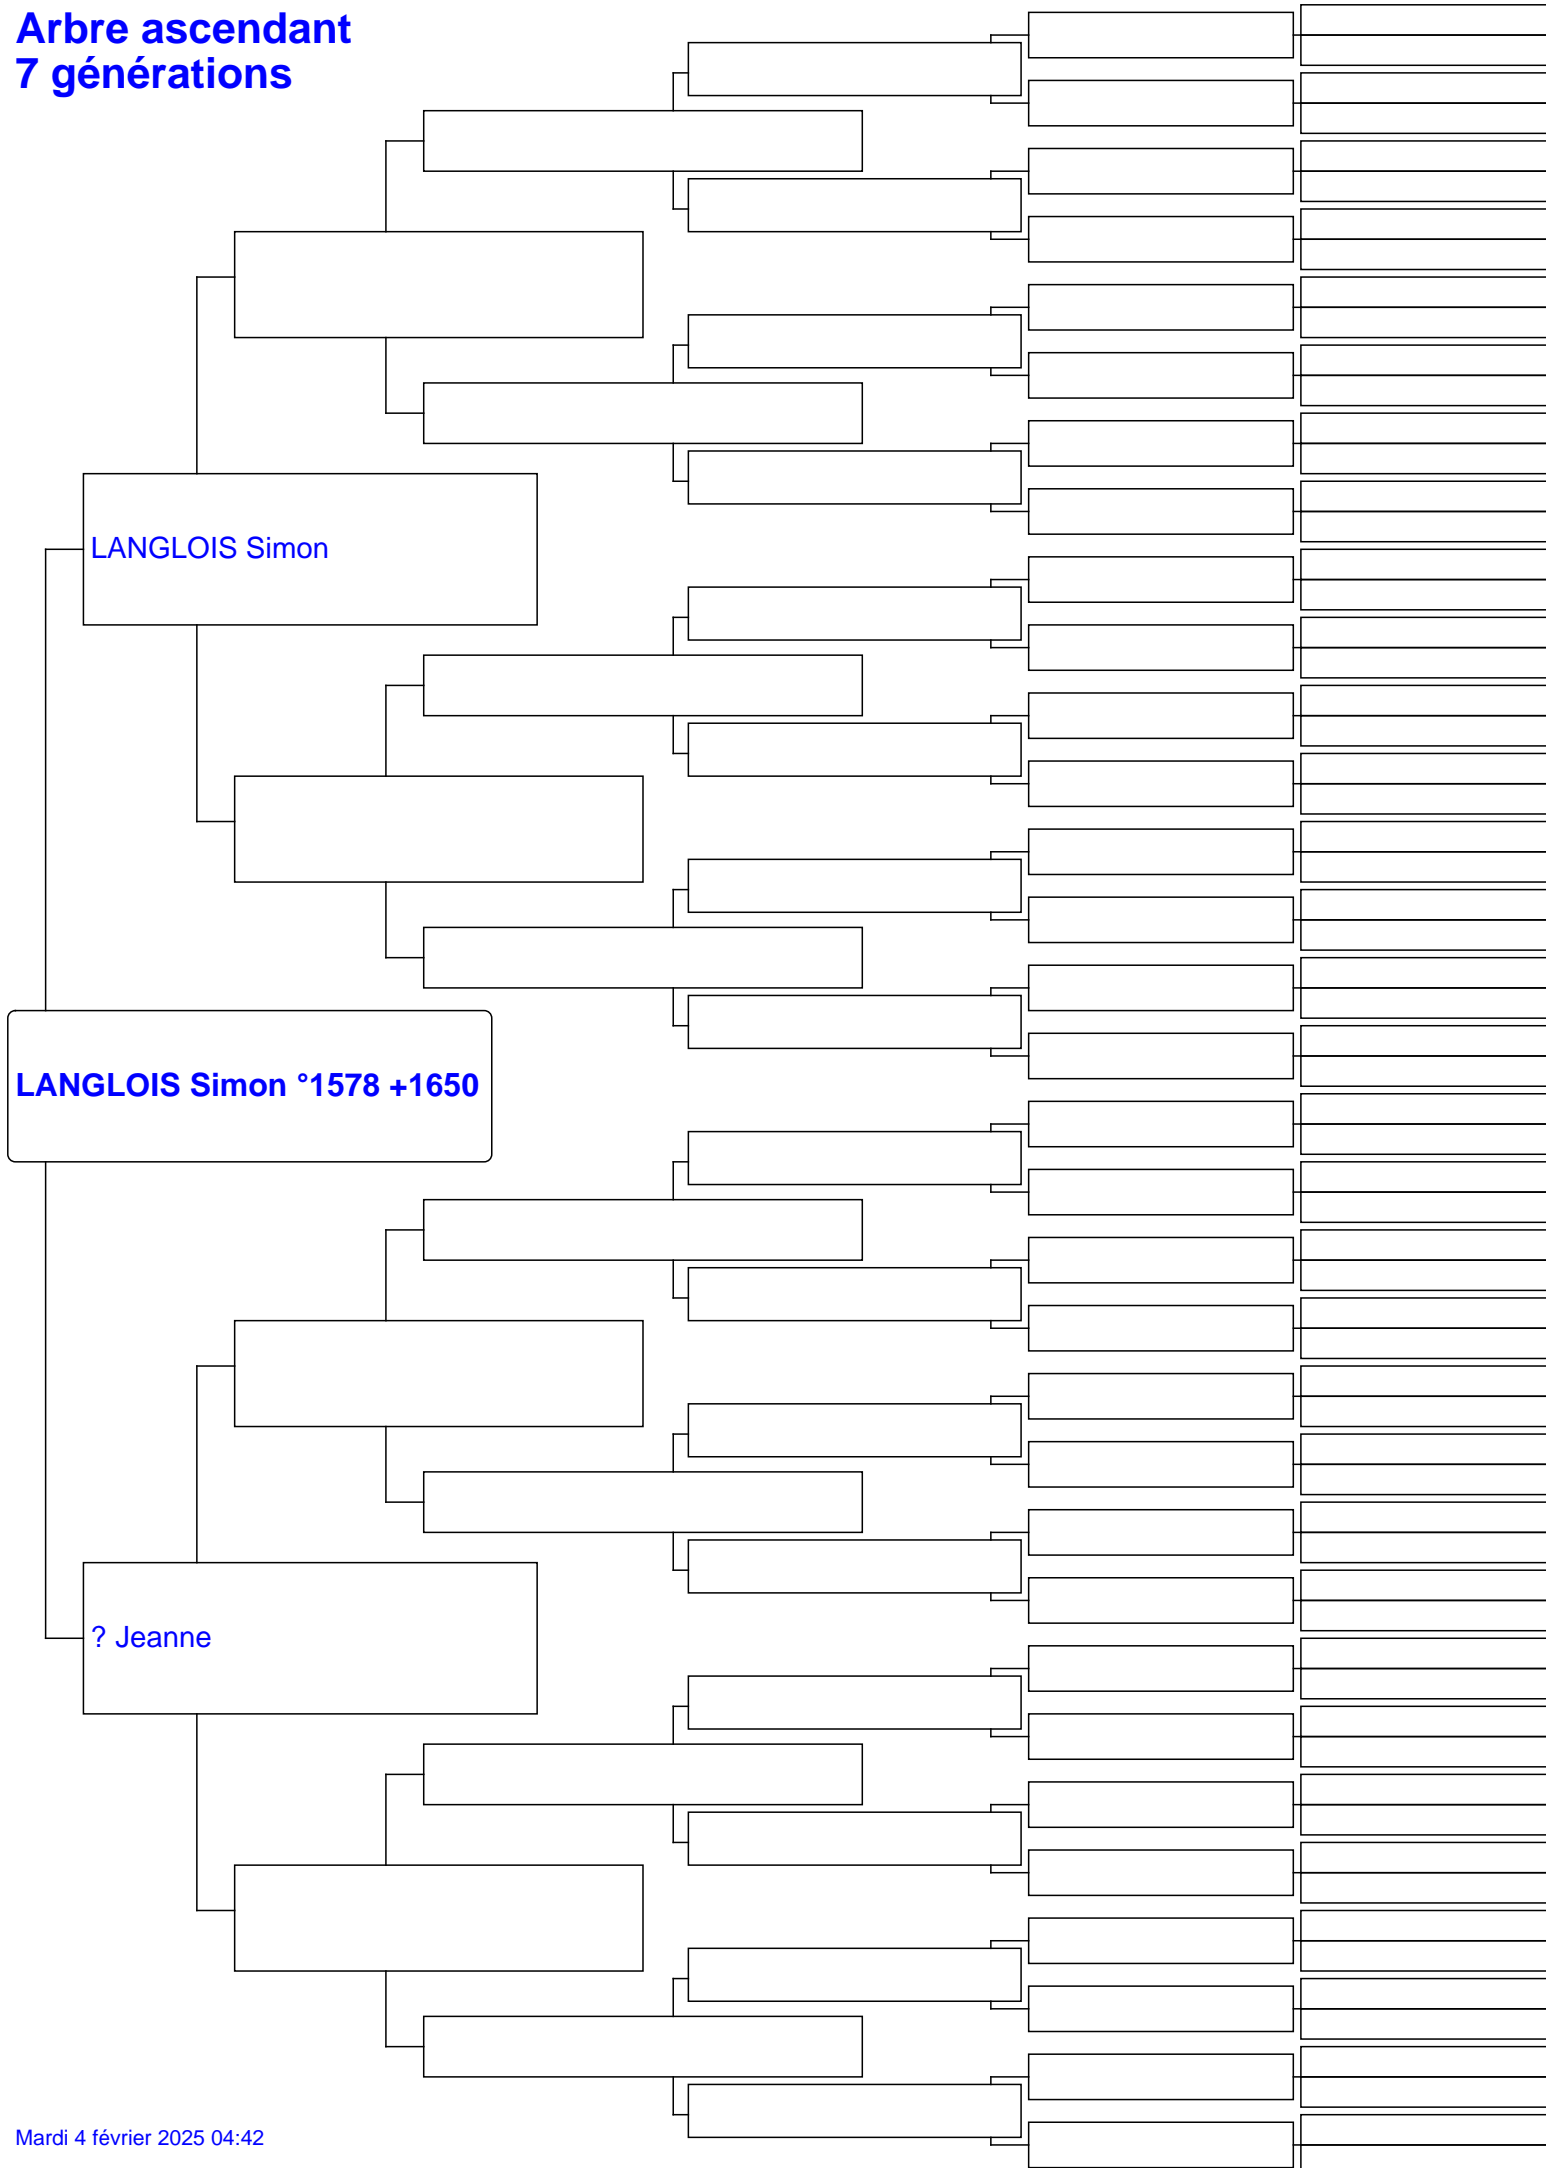 Arbre ascendant
7 générations
LANGLOIS Simon
LANGLOIS Simon °1578 +1650
? Jeanne
Mardi 4 février 2025 04:42